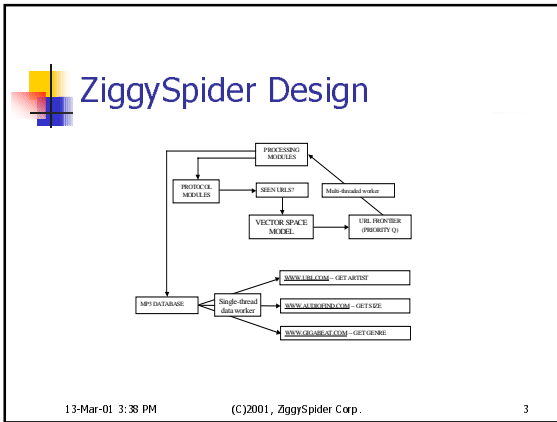 ZiggySpider Design
PROCESSING
MODULES
PROTOCOL
MODULES
SEEN URLS?
Multi-threaded worker
VECTOR SPACE
MODEL
URL FRONTIER
(PRIORITY Q)
WWW.UBL.COM – GET ARTIST
MP3 DATABASE
Single-thread
data worker
WWW.AUDIOFIND.COM – GET SIZE
WWW.GIGABEAT.COM – GET GENRE
13-Mar-01 3:38 PM
(C)2001, ZiggySpider Corp.
3